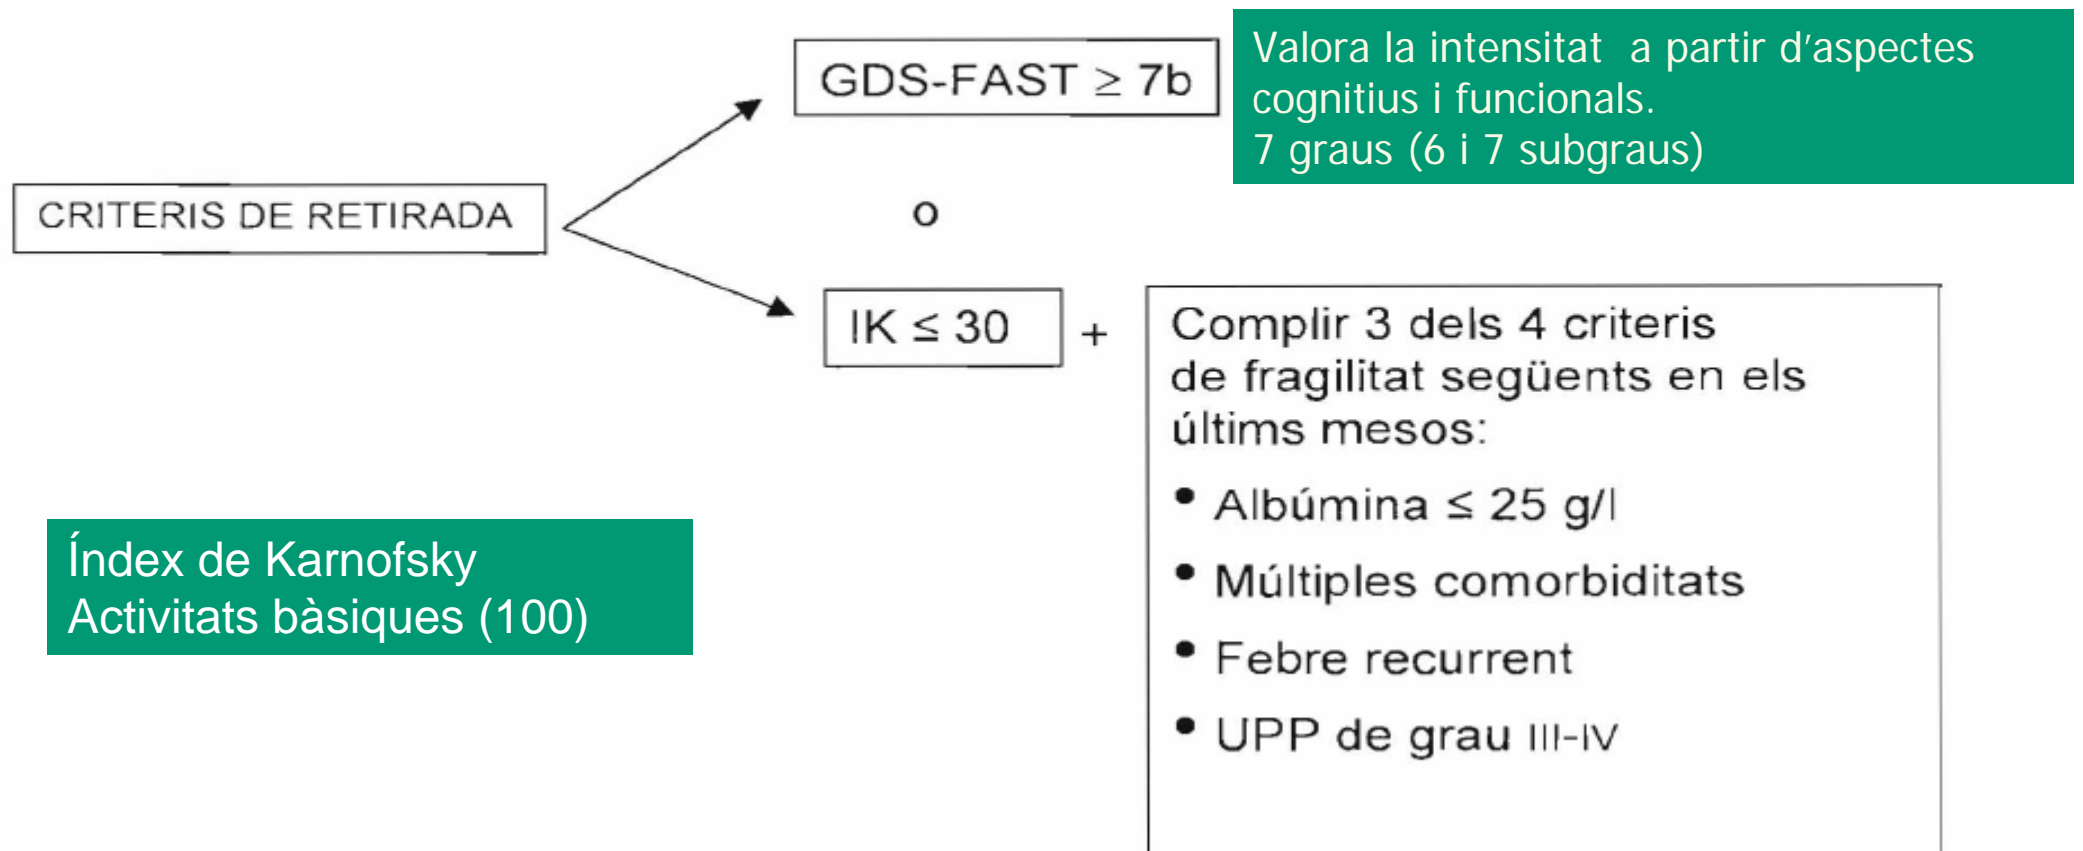 GDS-FAST ≥ 7b
Valora la intensitat a partir d’aspectes
cognitius i funcionals.
7 graus (6 i 7 subgraus)
CRITERIS DE RETIRADA
o
IK ≤ 30
+
Complir 3 dels 4 criteris
de fragilitat següents en els
últims mesos:
• Albúmina ≤ 25 g/l
• Múltiples comorbiditats
• Febre recurrent
• UPP de grau III-IV
Índex de Karnofsky
Activitats bàsiques (100)